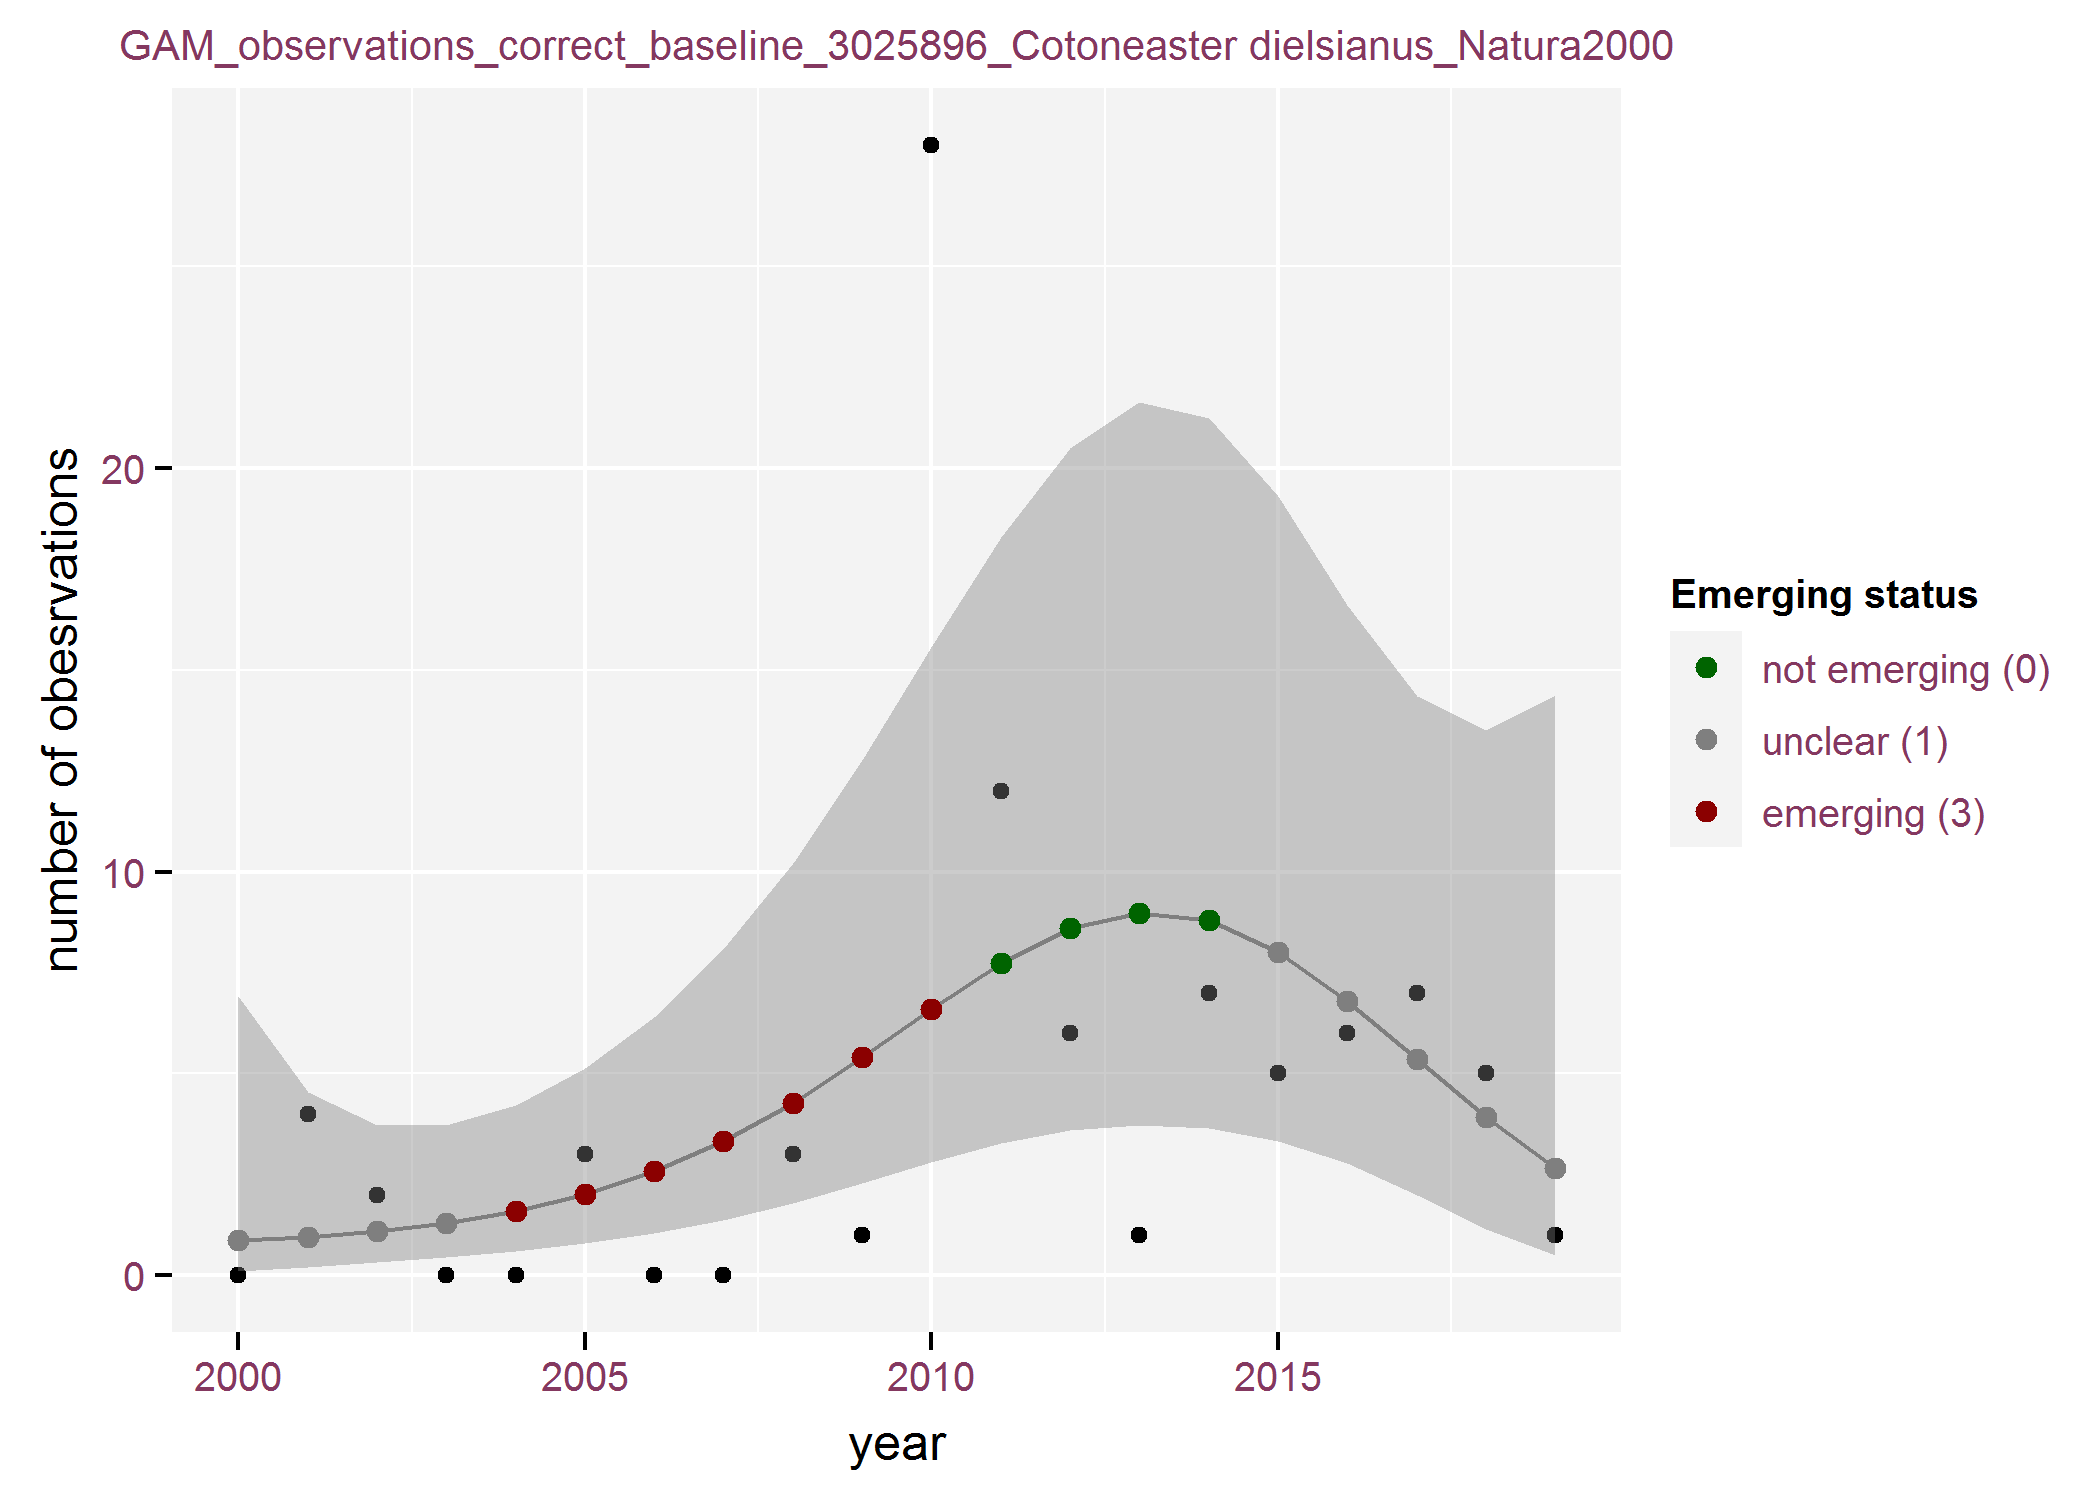 GAM_observations_correct_baseline_3025896_Cotoneaster dielsianus_Natura2000
number of obesrvations
20
10
0
2000 2005 2010 2015
year
Emerging status
not emerging (0)
unclear (1)
emerging (3)